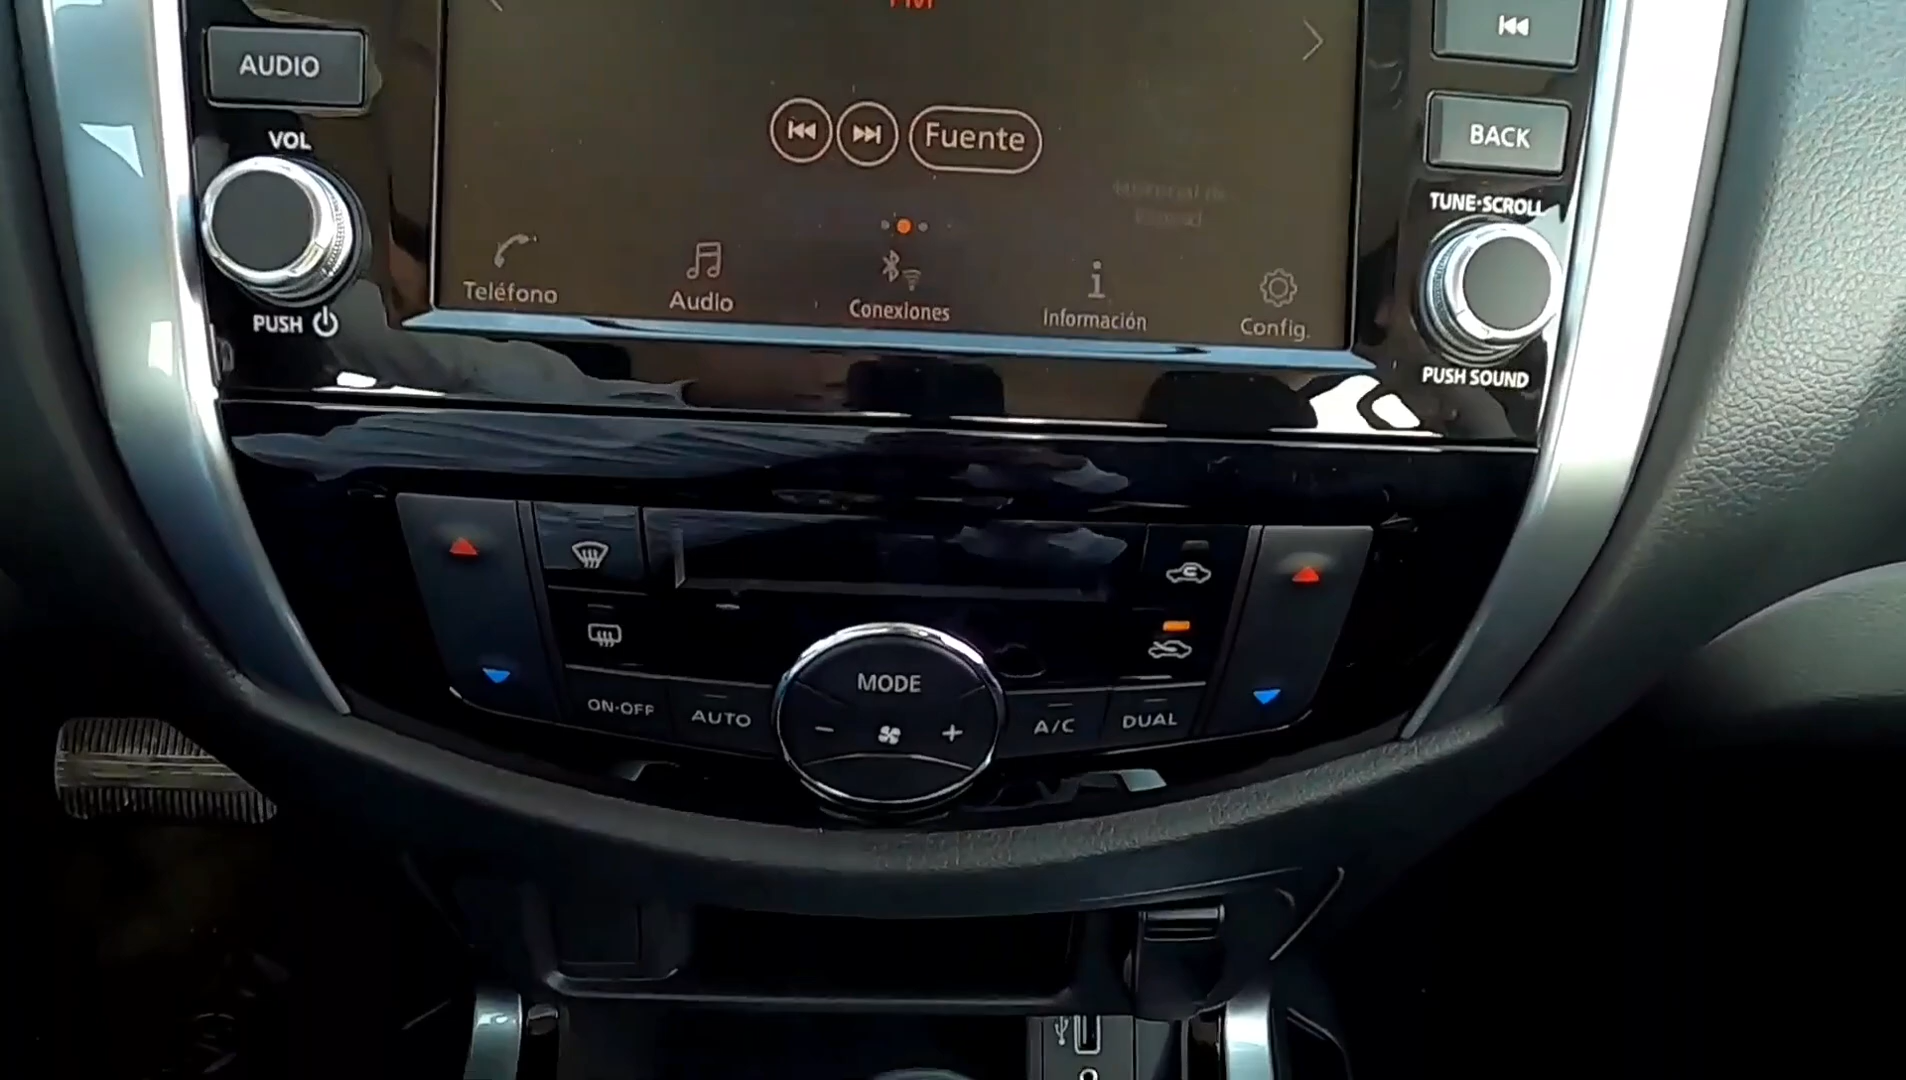 AUDIO
VOL
PUSH
FM
Fuente
Teléfono
Audio
Conexiones
Información
Config.
BACK
TUNE·SCROLL
PUSH SOUND
MODE
ON·OFF
AUTO
A/C
DUAL